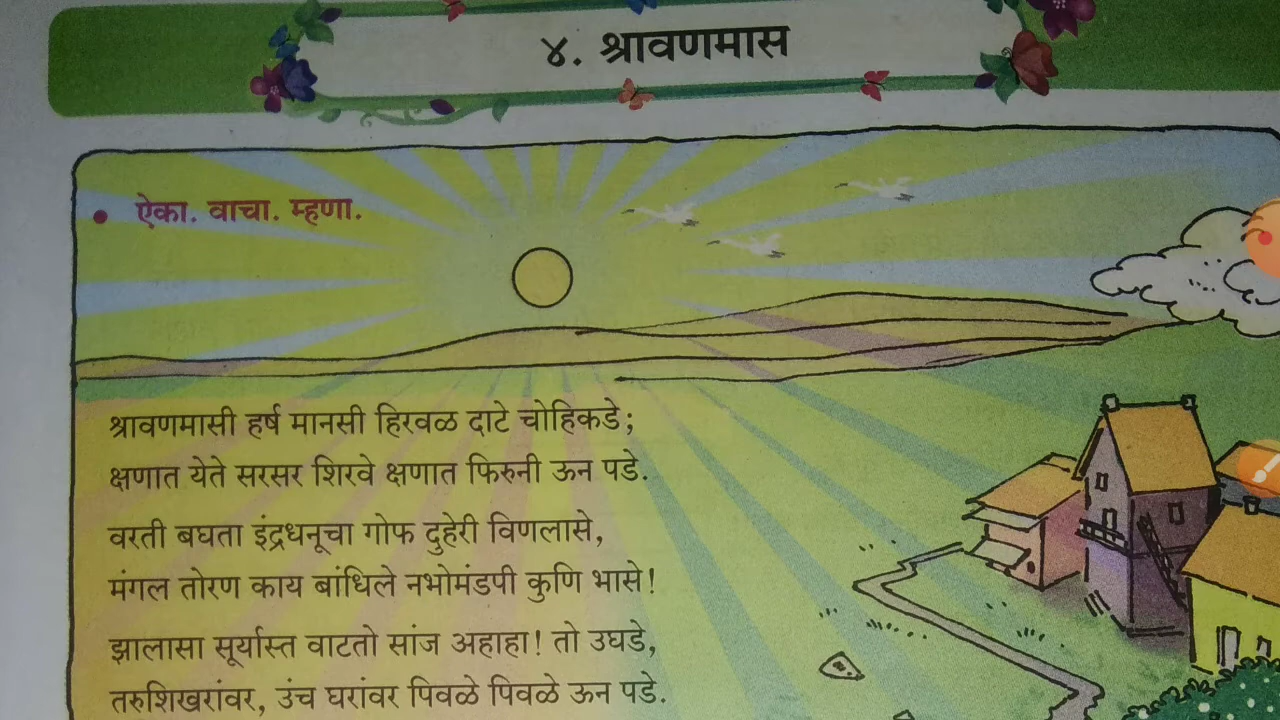 ४. श्रावणमास
• ऐका. वाचा. म्हणा.
श्रावणमासी हर्ष मानसी हिरवळ दाटे चोहिकडे;
क्षणात येते सरसर शिरवे क्षणात फिरुनी ऊन पडे.
वरती बघता इंद्रधनूचा गोफ दुहेरी विणलासे,
मंगल तोरण काय बांधिले नभोमंडपी कुणि भासे!
झालासा सूर्यास्त वाटतो सांज अहाहा! तो उघडे,
तरुशिखरांवर, उंच घरांवर पिवळे पिवळे ऊन पडे.